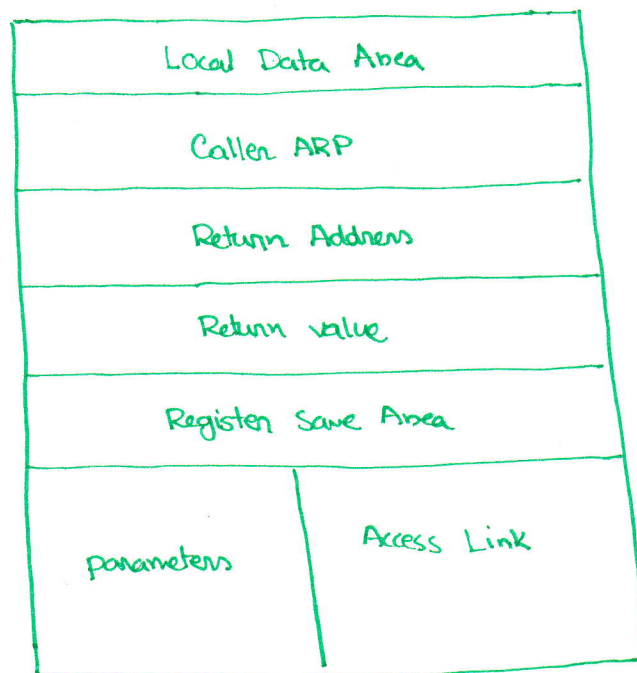 Local Data Area
Caller ARP
Return Address
Return value
Register Save Area
parameters
Access Link